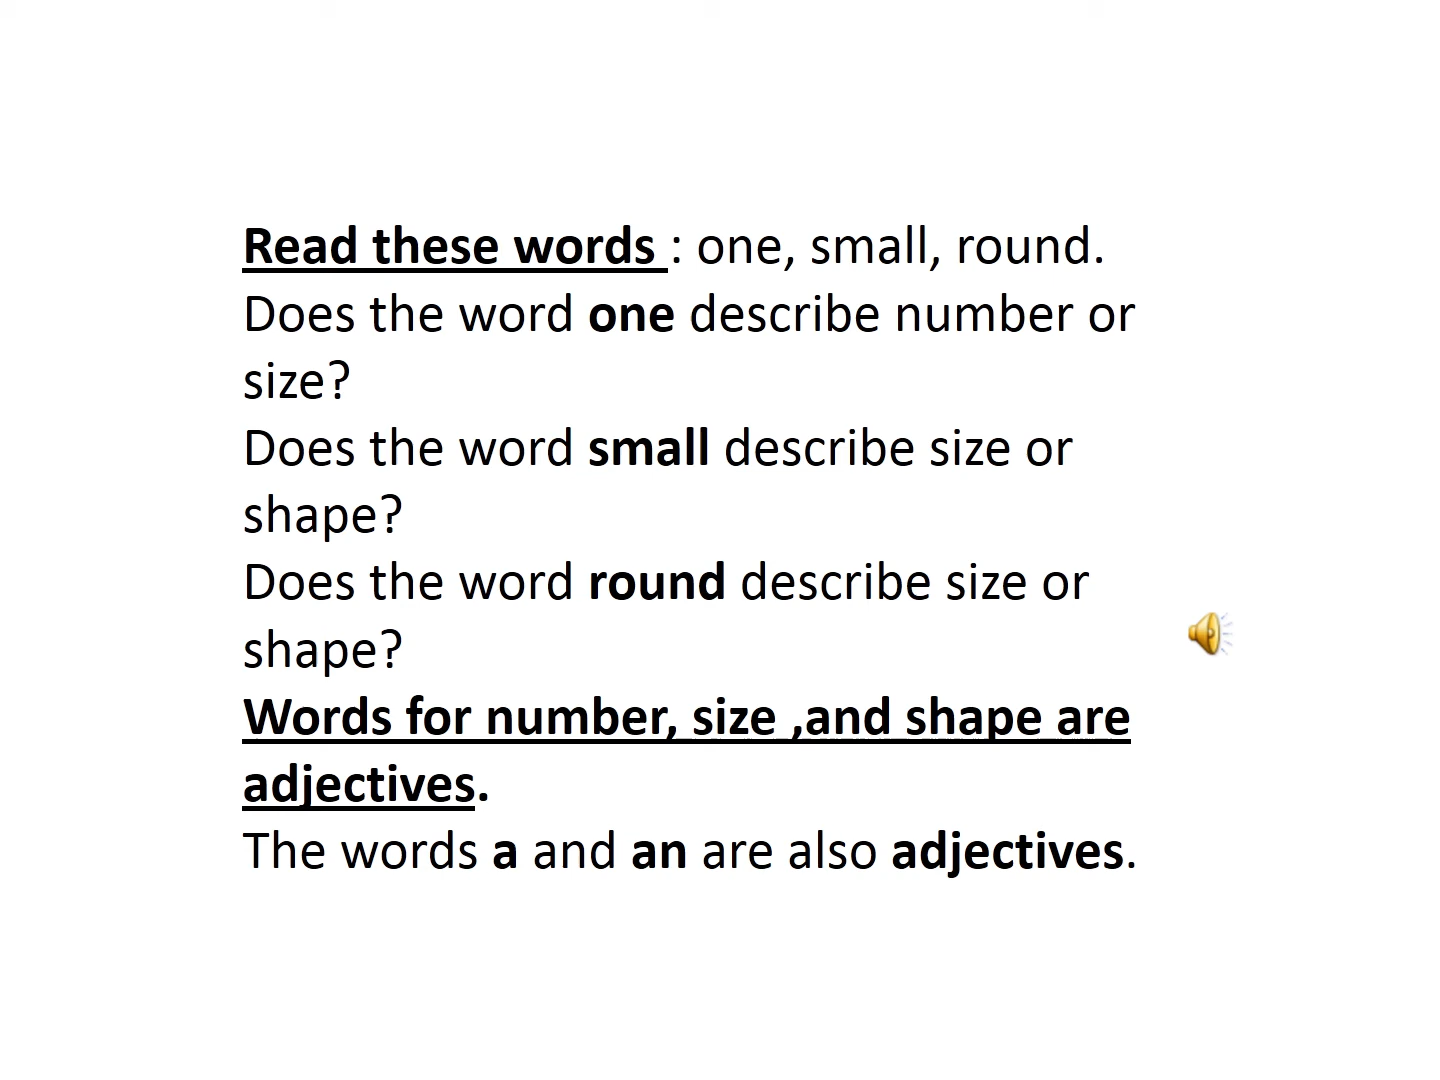 Read these words : one, small, round.
Does the word one describe number or
size?
Does the word small describe size or
shape?
Does the word round describe size or
shape?
Words for number, size ,and shape are
adjectives.
The words a and an are also adjectives.